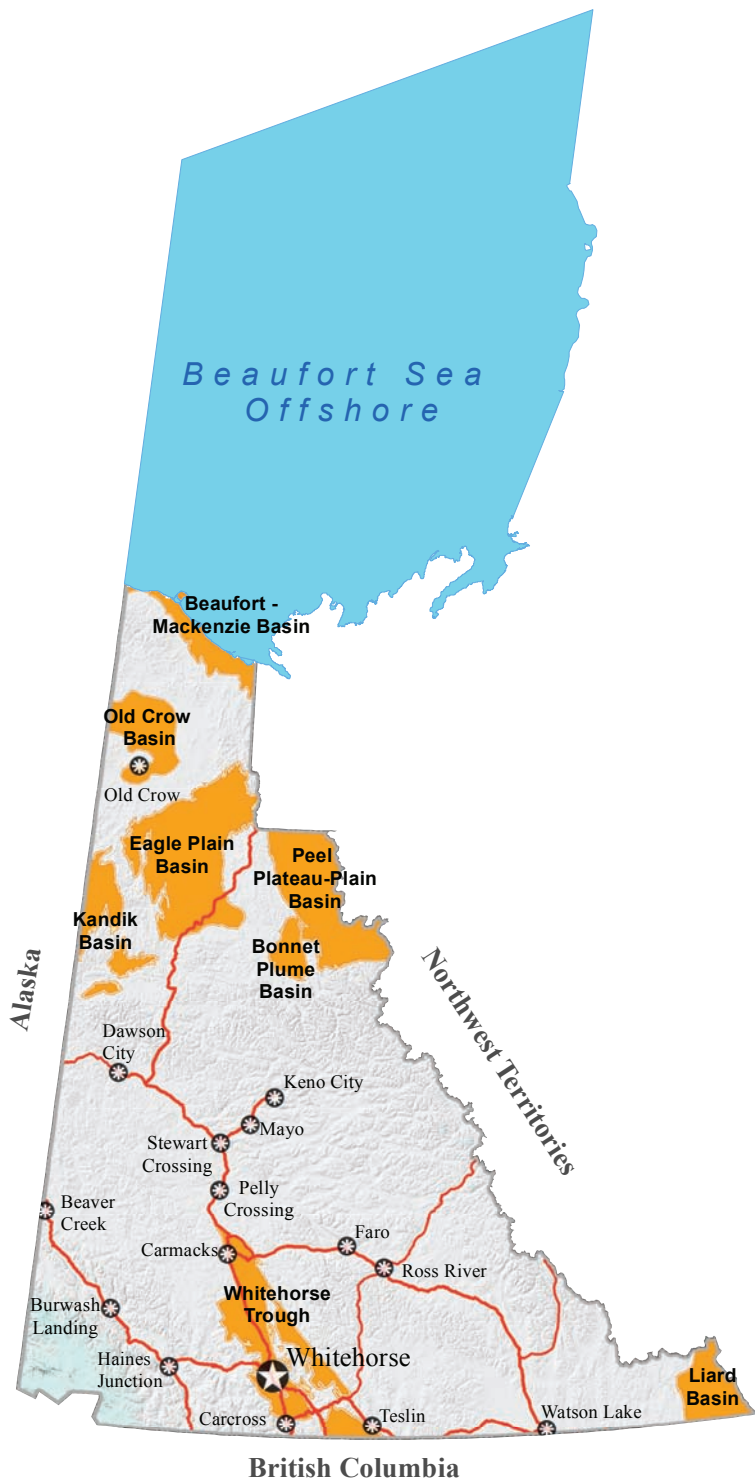 Beaufort Sea
Offshore
Beaufort -
Mackenzie Basin
Old Crow
Basin
Old Crow
Eagle Plain
Basin
Peel
Plateau-Plain
Basin
Kandik
Basin
Bonnet
Plume
Basin
Alaska
Northwest Territories
Dawson
City
Keno City
Mayo
Stewart
Crossing
Pelly
Crossing
Beaver
Creek
Faro
Carmacks
Ross River
Whitehorse
Trough
Burwash
Landing
Whitehorse
Haines
Junction
Liard
Basin
Carcross
Teslin
Watson Lake
British Columbia